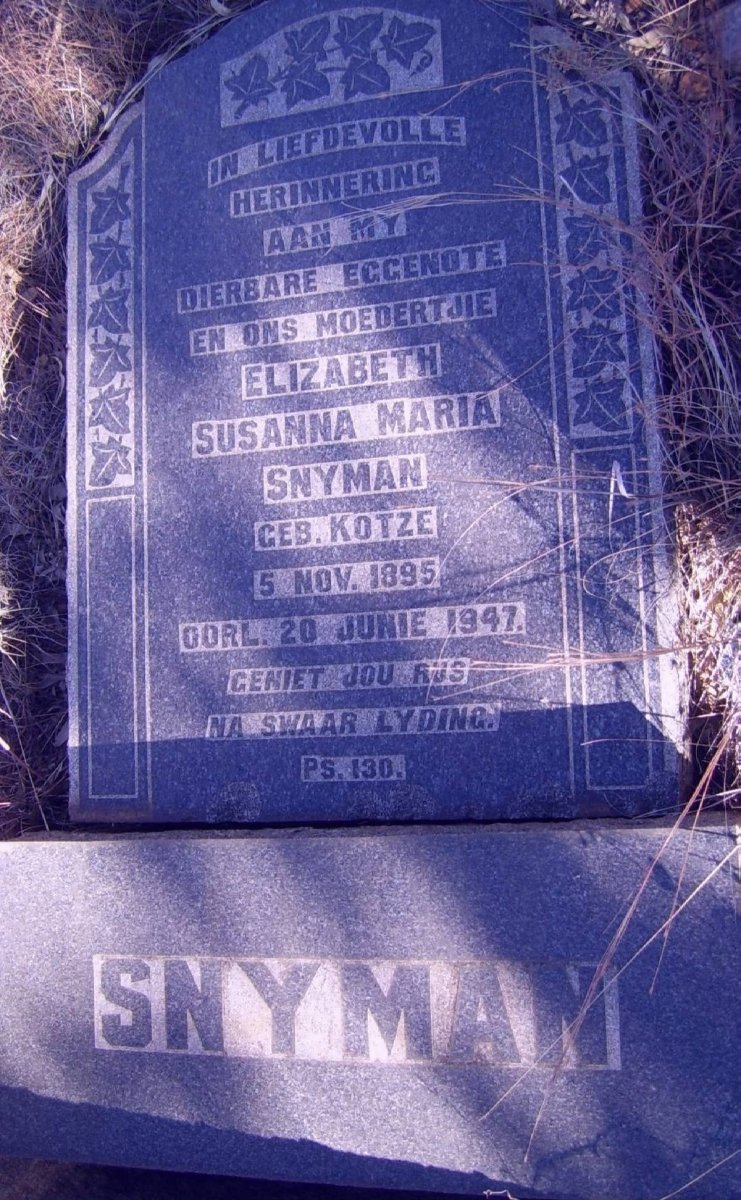 IN LIEFDEVOLLE
HERINNERING
AAN MY
DIERBARE EGGENOTE
EN ONS MOEDERTJIE
ELIZABETH
SUSANNA MARIA
SNYMAN
GEB. KOTZE
5 NOV. 1895
OORL. 20 JUNIE 1947.
GENIET JOU RUS
NA SWAAR LYDING.
PS. 130.
SNYMAN